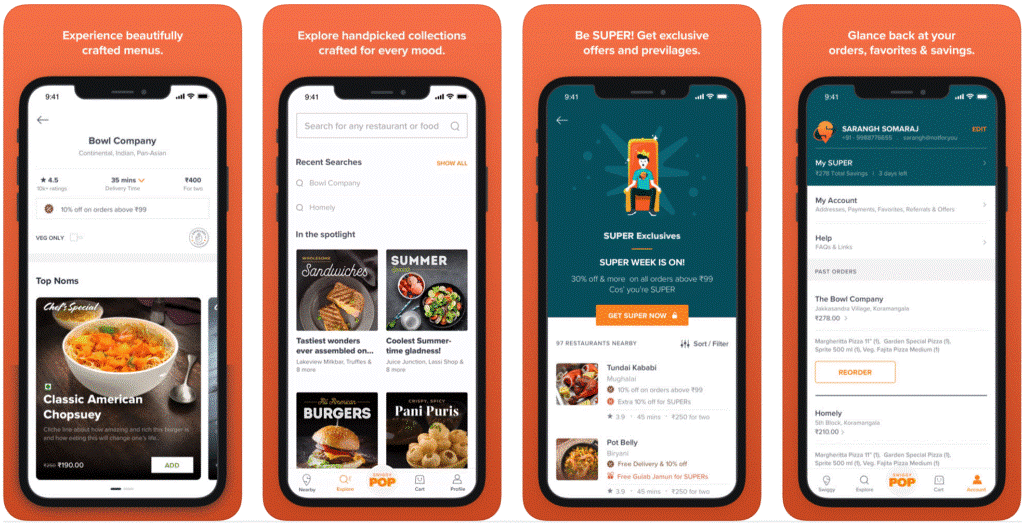 Experience beautifully
crafted menus.
9:41
Bowl Company
Continental, Indian, Pan-Asian
★ 4.5
10k+ ratings
35 mins
Delivery Time
₹400
For two
10% off on orders above ₹99
VEG ONLY
Top Noms
Chef's Special
Classic American
Chopsuey
Cliche line about how amazing and rich this burger is
and how eating this will change one's life...
₹190.00
ADD
Explore handpicked collections
crafted for every mood.
9:41
Search for any restaurant or food
Recent Searches
SHOW ALL
Bowl Company
Homely
In the spotlight
WHOLESOME
Sandwiches
SUMMER
Tastiest wonders
ever assembled on...
Lakeview Milkbar, Truffles &
8 more
Coolest Summer-
time gladness!
Juice Junction, Lassi Shop &
8 more
All American
BURGERS
CRISPY, SPICY
Pani Puris
Nearby
Explore
SWIGGY
POP
Cart
Profile
Be SUPER! Get exclusive
offers and previlages.
9:41
SUPER Exclusives
SUPER WEEK IS ON!
30% off & more on all orders above ₹99
Cos' you're SUPER
GET SUPER NOW
97 RESTAURANTS NEARBY
Sort / Filter
Tundai Kababi
Mughalai
10% off on orders above ₹99
Extra 10% off for SUPERs
★ 3.9 · 45 mins · ₹250 for two
Pot Belly
Biryani
Free Delivery & 10% off
Free Gulab Jamun for SUPERs
★ 3.9 · 45 mins · ₹250 for two
Glance back at your
orders, favorites & savings.
9:41
SARANGH SOMARAJ
EDIT
My SUPER
₹278 Total Savings | 3 days left
My Account
Addresses, Payments, Favorites, Referrals & Offers
Help
FAQs & Links
PAST ORDERS
The Bowl Company
Jakkasandra Village, Koramangala
₹278.00
Margheritta Pizza 11" (1), Garden Special Pizza (1),
Sprite 500 ml (1), Veg. Fajita Pizza Medium (1)
REORDER
Homely
5th Block, Koramangala
₹210.00
Margheritta Pizza 11" (1), Garden Special Pizza (1),
Sprite 500 ml (1), Veg. Fajita Pizza Medium (1)
Swiggy
Explore
SWIGGY
POP
Cart
Account